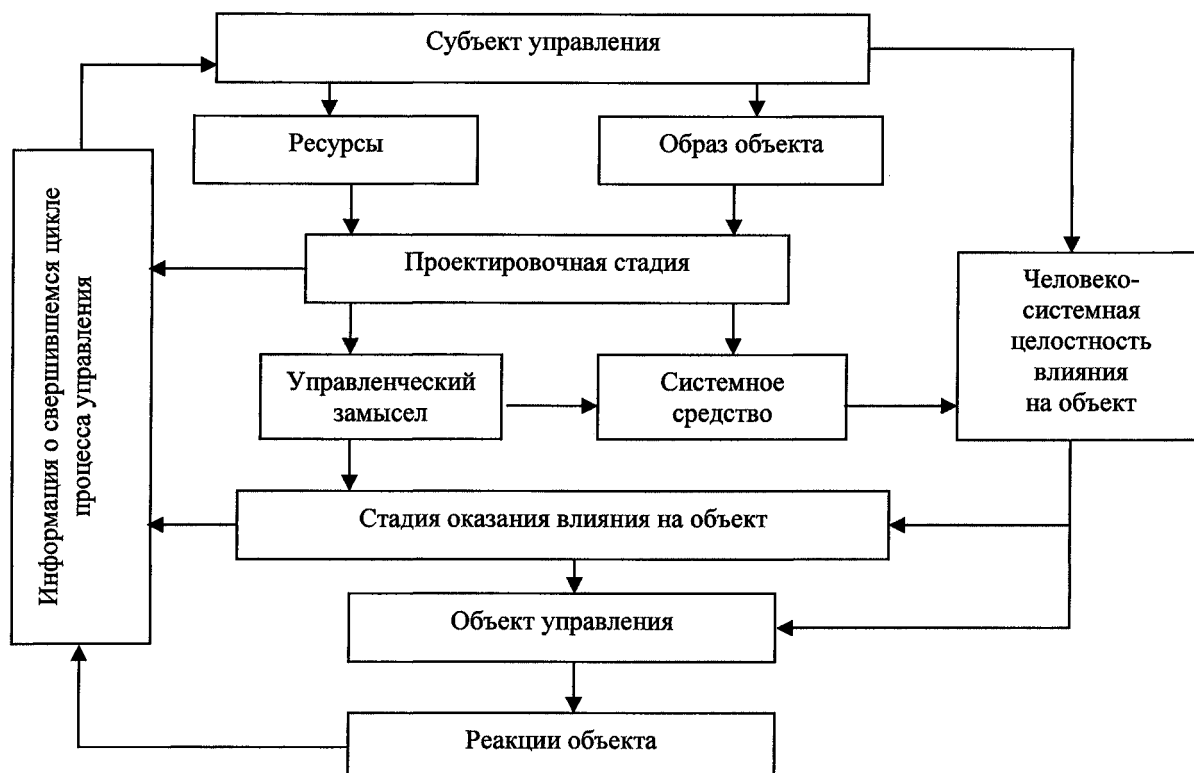 Субъект управления
Ресурсы
Образ объекта
Информация о свершившемся цикле
процесса управления
Проектировочная стадия
Человеко-
системная
целостность
влияния
на объект
Управленческий
замысел
Системное
средство
Стадия оказания влияния на объект
Объект управления
Реакции объекта